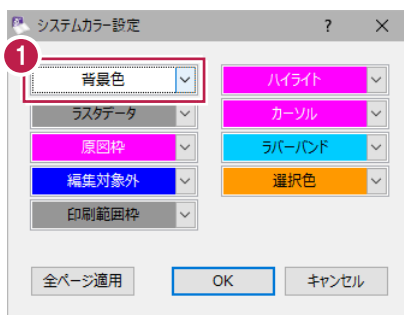 システムカラー設定
?
1
背景色
ハイライト
ラスタデータ
カーソル
原図枠
ラバーバンド
編集対象外
選択色
印刷範囲枠
全ページ適用
OK
キャンセル